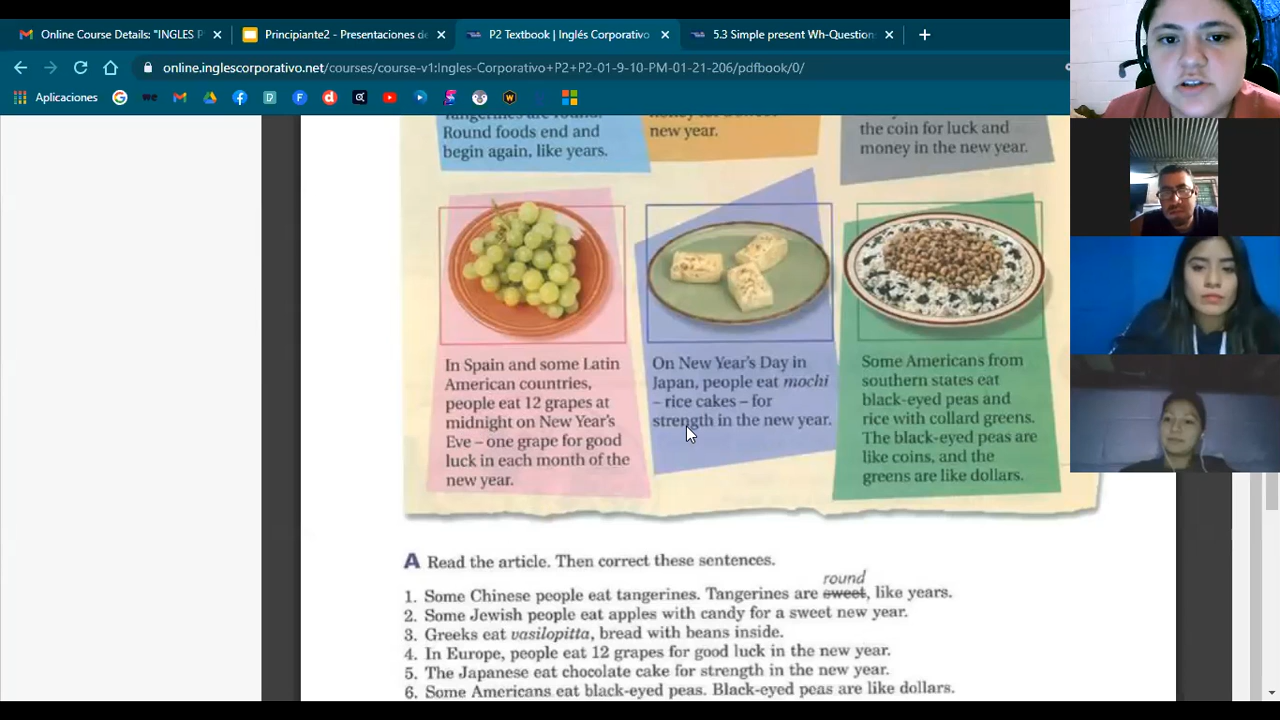 Online Course Details: "INGLES P
Principiante2 - Presentaciones de
P2 Textbook | Inglés Corporativo
5.3 Simple present Wh-Question
online.inglescorporativo.net/courses/course-v1:Ingles-Corporativo+P2+P2-01-9-10-PM-01-21-206/pdfbook/0/
Aplicaciones
Tangerines are round.
Round foods end and
begin again, like years.
new year.
the coin for luck and
money in the new year.
In Spain and some Latin
American countries,
people eat 12 grapes at
midnight on New Year's
Eve – one grape for good
luck in each month of the
new year.
On New Year's Day in
Japan, people eat mochi
– rice cakes – for
strength in the new year.
Some Americans from
southern states eat
black-eyed peas and
rice with collard greens.
The black-eyed peas are
like coins, and the
greens are like dollars.
A Read the article. Then correct these sentences.
round
1. Some Chinese people eat tangerines. Tangerines are sweet, like years.
2. Some Jewish people eat apples with candy for a sweet new year.
3. Greeks eat vasilopitta, bread with beans inside.
4. In Europe, people eat 12 grapes for good luck in the new year.
5. The Japanese eat chocolate cake for strength in the new year.
6. Some Americans eat black-eyed peas. Black-eyed peas are like dollars.